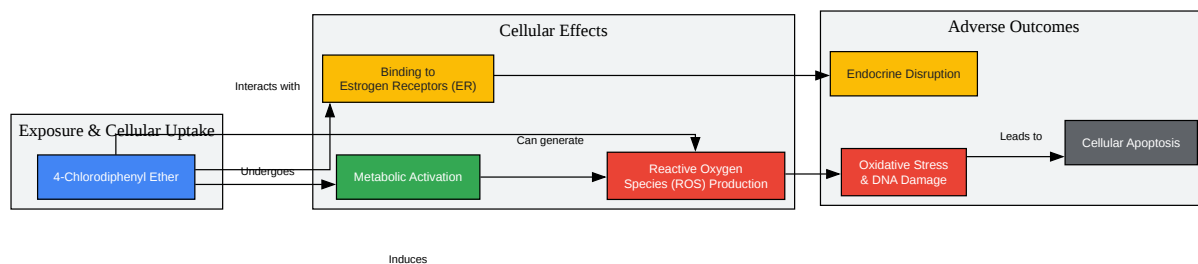 Cellular Effects
Adverse Outcomes
Binding to
Estrogen Receptors (ER)
Endocrine Disruption
Interacts with
Exposure & Cellular Uptake
Can generate
Leads to
Cellular Apoptosis
4-Chlorodiphenyl Ether
Undergoes
Metabolic Activation
Reactive Oxygen
Species (ROS) Production
Oxidative Stress
& DNA Damage
Induces